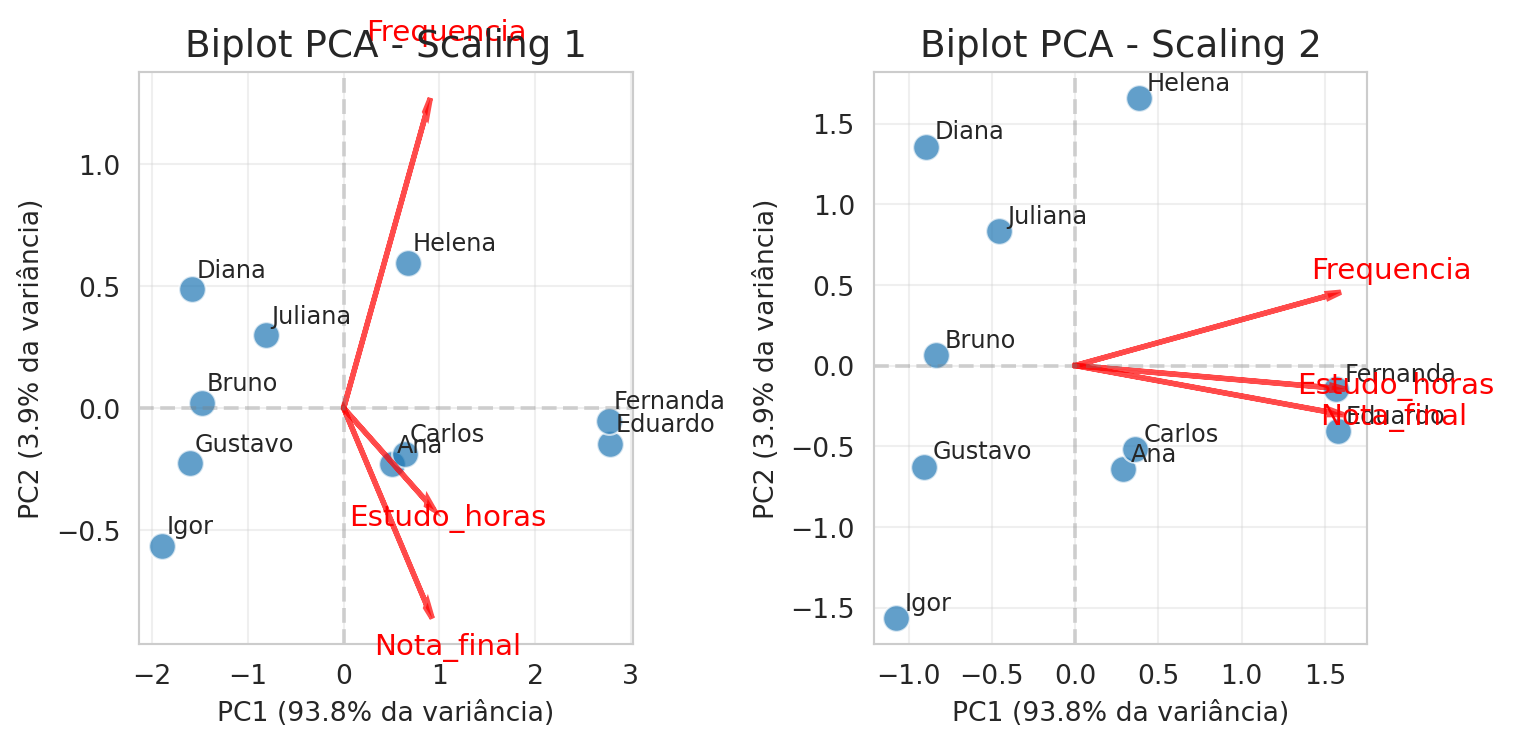 Frequencia
Biplot PCA - Scaling 1
Helena
Diana
Juliana
Bruno
Fernanda
Eduardo
Carlos
Ana
Gustavo
Estudo_horas
Igor
Nota_final
1.0
0.5
0.0
−0.5
−2
−1
0
1
2
3
PC1 (93.8% da variância)
PC2 (3.9% da variância)
Biplot PCA - Scaling 2
Helena
Diana
Juliana
Frequencia
Bruno
Fernanda
Estudo_horas
Nota_final
Eduardo
Carlos
Ana
Gustavo
Igor
1.5
1.0
0.5
0.0
−0.5
−1.0
−1.5
−1.0
−0.5
0.0
0.5
1.0
1.5
PC1 (93.8% da variância)
PC2 (3.9% da variância)